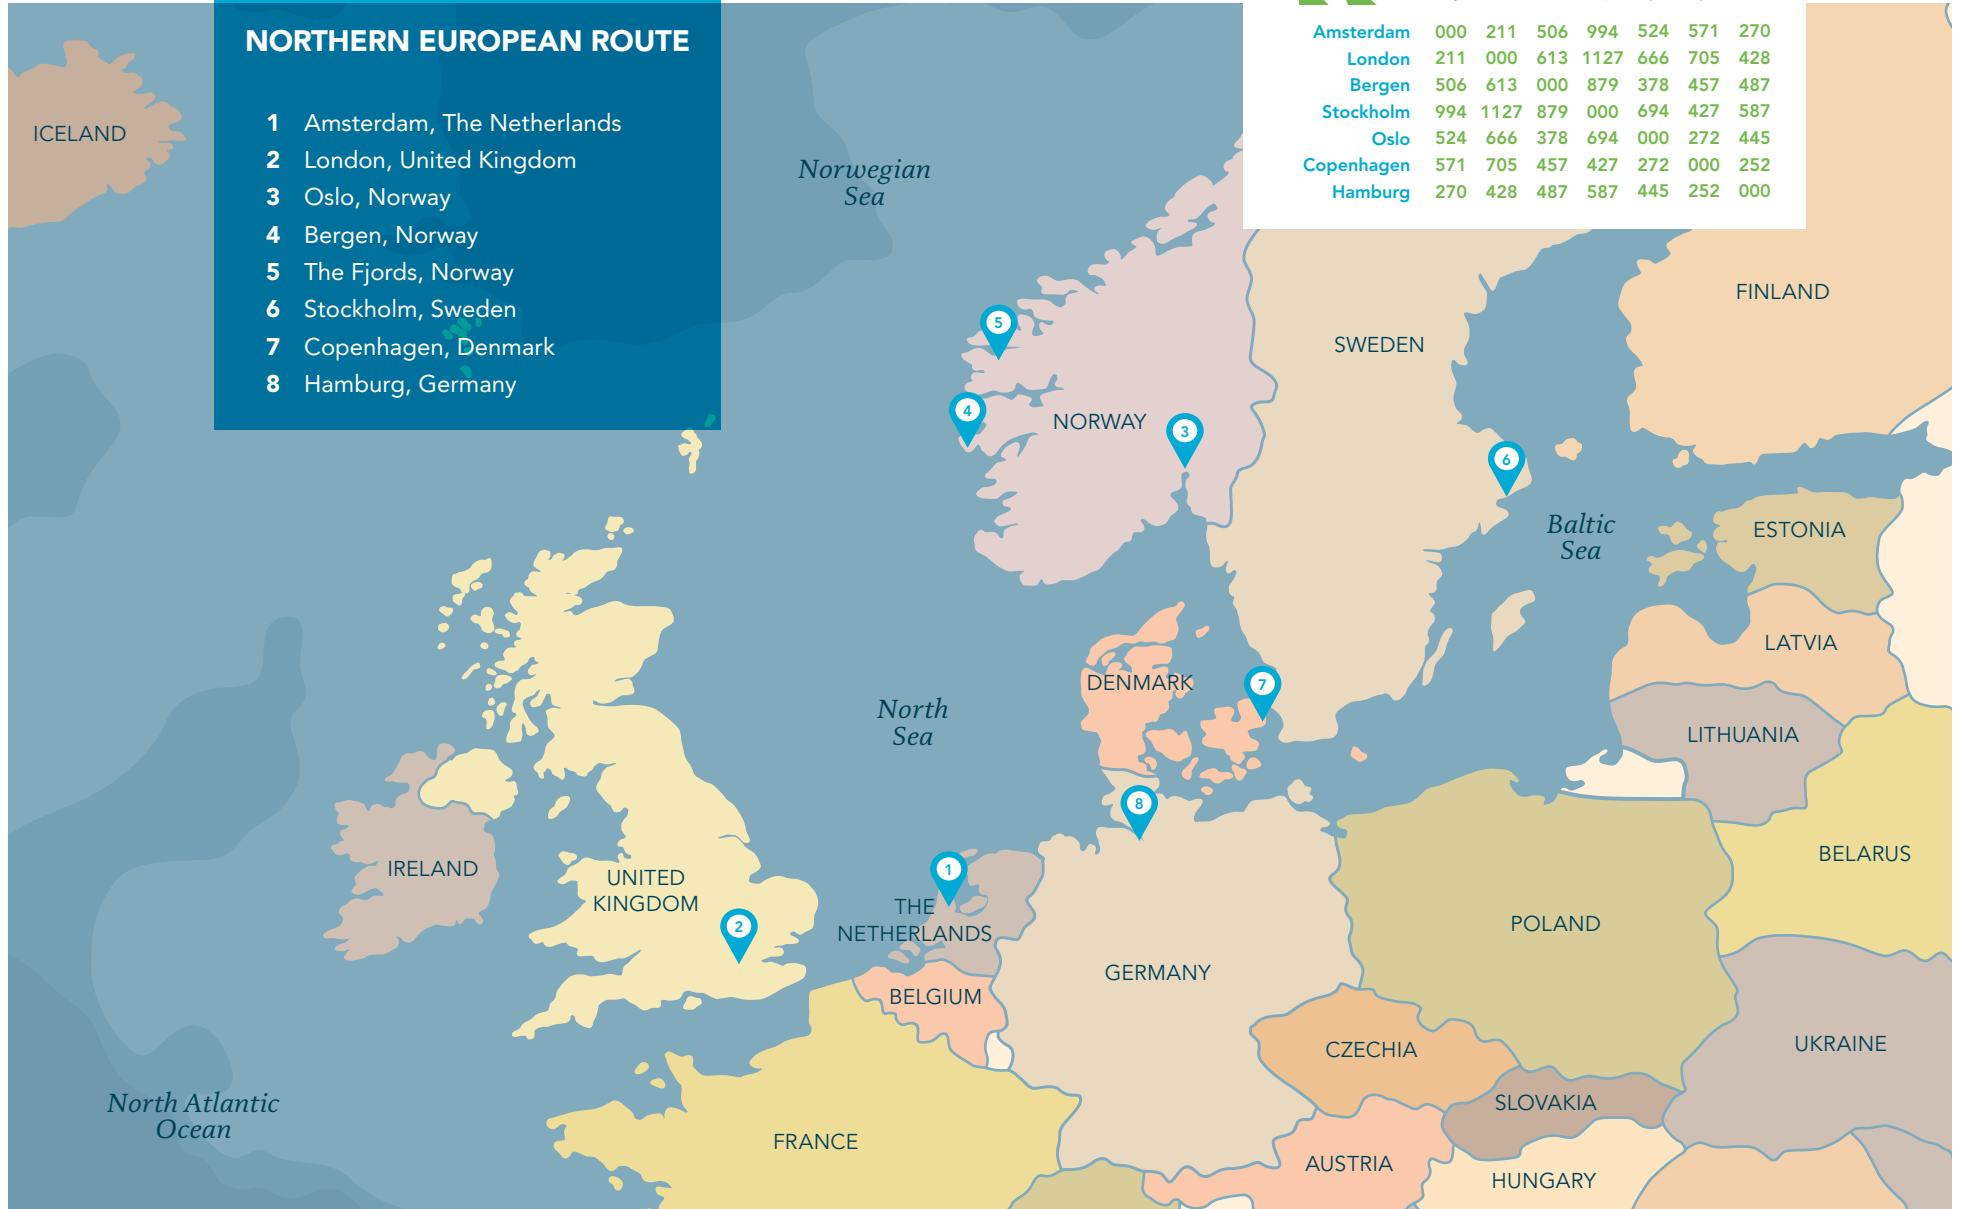 NORTHERN EUROPEAN ROUTE
1 Amsterdam, The Netherlands
2 London, United Kingdom
3 Oslo, Norway
4 Bergen, Norway
5 The Fjords, Norway
6 Stockholm, Sweden
7 Copenhagen, Denmark
8 Hamburg, Germany
Amsterdam 000 211 506 994 524 571 270
London 211 000 613 1127 666 705 428
Bergen 506 613 000 879 378 457 487
Stockholm 994 1127 879 000 694 427 587
Oslo 524 666 378 694 000 272 445
Copenhagen 571 705 457 427 272 000 252
Hamburg 270 428 487 587 445 252 000
ICELAND
Norwegian
Sea
FINLAND
5
SWEDEN
4
NORWAY
3
6
Baltic
Sea
ESTONIA
LATVIA
DENMARK
7
North
Sea
LITHUANIA
8
BELARUS
IRELAND
UNITED
KINGDOM
1
2
THE
NETHERLANDS
POLAND
GERMANY
BELGIUM
CZECHIA
UKRAINE
North Atlantic
Ocean
SLOVAKIA
FRANCE
AUSTRIA
HUNGARY